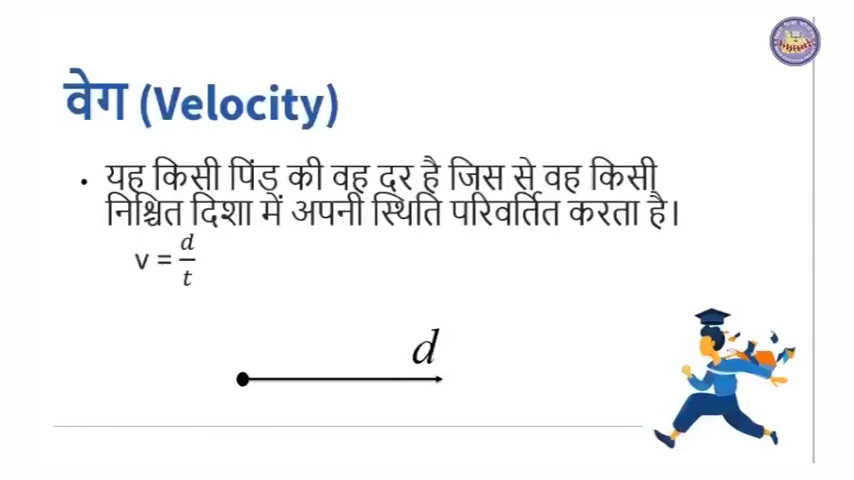 वेग (Velocity)
• यह किसी पिंड की वह दर है जिस से वह किसी
निश्चित दिशा में अपनी स्थिति परिवर्तित करता है।
v = d/t
d